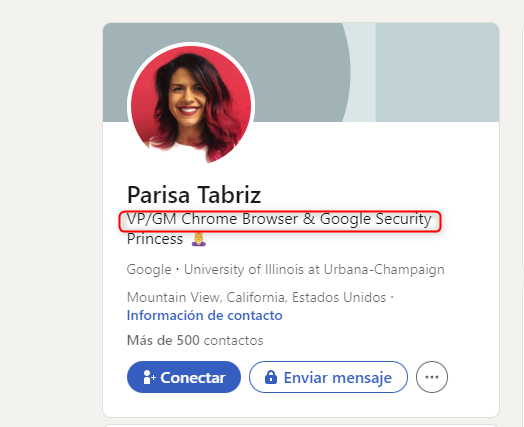 Parisa Tabriz
VP/GM Chrome Browser & Google Security
Princess 👸
Google · University of Illinois at Urbana-Champaign
Mountain View, California, Estados Unidos ·
Información de contacto
Más de 500 contactos
Conectar
Enviar mensaje